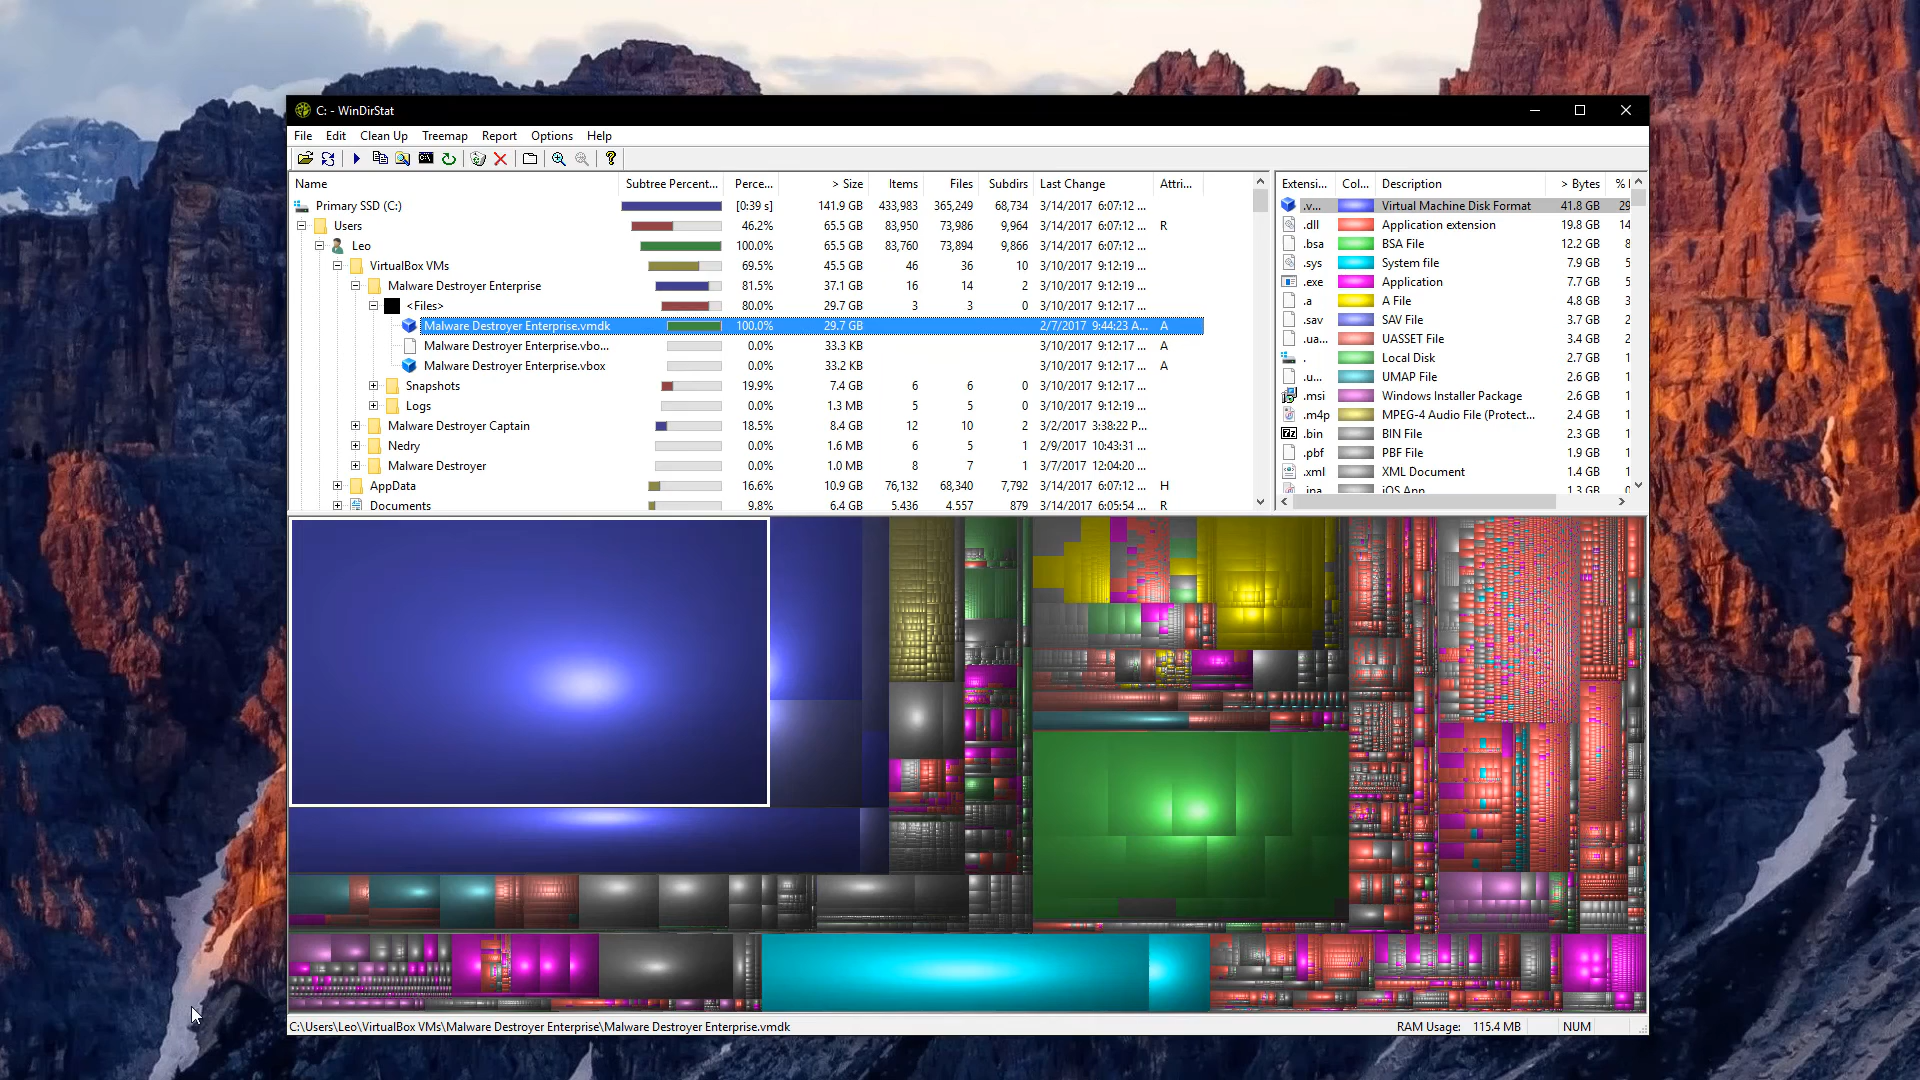 C: - WinDirStat
File Edit Clean Up Treemap Report Options Help
Name Subtree Percent... Perce... > Size Items Files Subdirs Last Change Attri...
Primary SSD (C:) [0:39 s] 141.9 GB 433,983 365,249 68,734 3/14/2017 6:07:12 ...
Users 46.2% 65.5 GB 83,950 73,986 9,964 3/14/2017 6:07:12 ... R
Leo 100.0% 65.5 GB 83,760 73,894 9,866 3/14/2017 6:07:12 ...
VirtualBox VMs 69.5% 45.5 GB 46 36 10 3/10/2017 9:12:19 ...
Malware Destroyer Enterprise 81.5% 37.1 GB 16 14 2 3/10/2017 9:12:19 ...
<Files> 80.0% 29.7 GB 3 3 0 3/10/2017 9:12:17 ...
Malware Destroyer Enterprise.vmdk 100.0% 29.7 GB 2/7/2017 9:44:23 A... A
Malware Destroyer Enterprise.vbo... 0.0% 33.3 KB 3/10/2017 9:12:17 ... A
Malware Destroyer Enterprise.vbox 0.0% 33.2 KB 3/10/2017 9:12:17 ... A
Snapshots 19.9% 7.4 GB 6 6 0 3/10/2017 9:12:17 ...
Logs 0.0% 1.3 MB 5 5 0 3/10/2017 9:12:19 ...
Malware Destroyer Captain 18.5% 8.4 GB 12 10 2 3/2/2017 3:38:22 P...
Nedry 0.0% 1.6 MB 6 5 1 2/9/2017 10:43:31 ...
Malware Destroyer 0.0% 1.0 MB 8 7 1 3/7/2017 12:04:20 ...
AppData 16.6% 10.9 GB 76,132 68,340 7,792 3/14/2017 6:07:12 ... H
Documents 9.8% 6.4 GB 5,436 4,557 879 3/14/2017 6:05:54 ... R
Extensi... Col... Description > Bytes %
.v... Virtual Machine Disk Format 41.8 GB 29
.dll Application extension 19.8 GB 14
.bsa BSA File 12.2 GB 8
.sys System file 7.9 GB 5
.exe Application 7.7 GB 5
.a A File 4.8 GB 3
.sav SAV File 3.7 GB 2
.ua... UASSET File 3.4 GB 2
. Local Disk 2.7 GB 1
.u... UMAP File 2.6 GB 1
.msi Windows Installer Package 2.6 GB 1
.m4p MPEG-4 Audio File (Protect... 2.4 GB 1
.bin BIN File 2.3 GB 1
.pbf PBF File 1.9 GB 1
.xml XML Document 1.4 GB 1
.ipa iOS App 1.3 GB
C:\Users\Leo\VirtualBox VMs\Malware Destroyer Enterprise\Malware Destroyer Enterprise.vmdk RAM Usage: 115.4 MB NUM